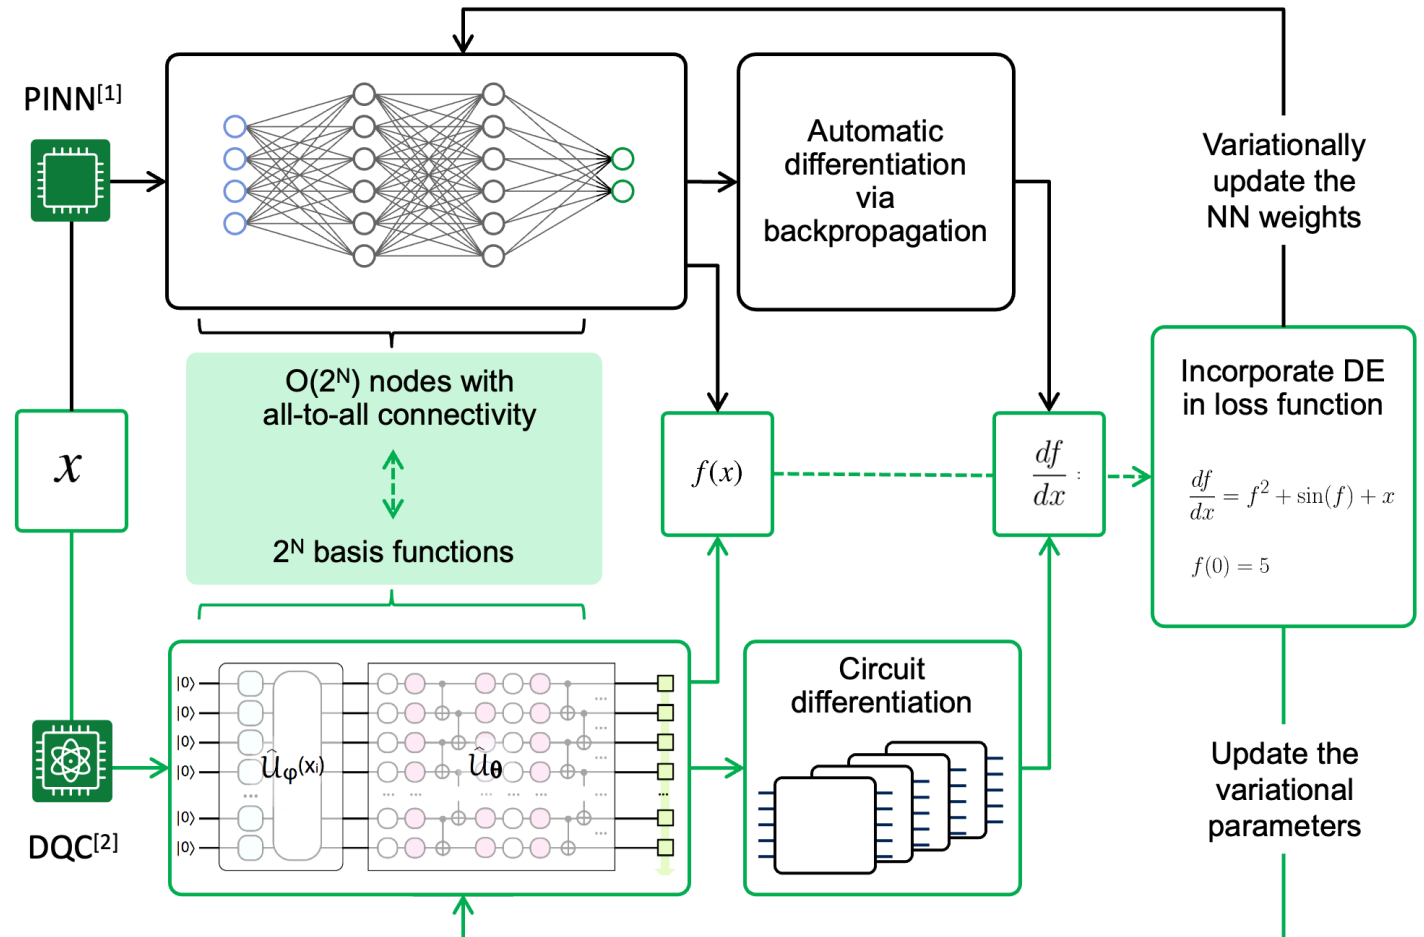 PINN[1]
Automatic
differentiation
via
backpropagation
Variationally
update the
NN weights
O(2ᴺ) nodes with
all-to-all connectivity
2ᴺ basis functions
x
f(x)
df/dx :
Incorporate DE
in loss function
df/dx = f² + sin(f) + x
f(0) = 5
DQC[2]
|0⟩
|0⟩
|0⟩
|0⟩
...
|0⟩
|0⟩
Ûφ(xᵢ)
Ûθ
... ... ... ...
...
...
...
...
...
Circuit
differentiation
Update the
variational
parameters